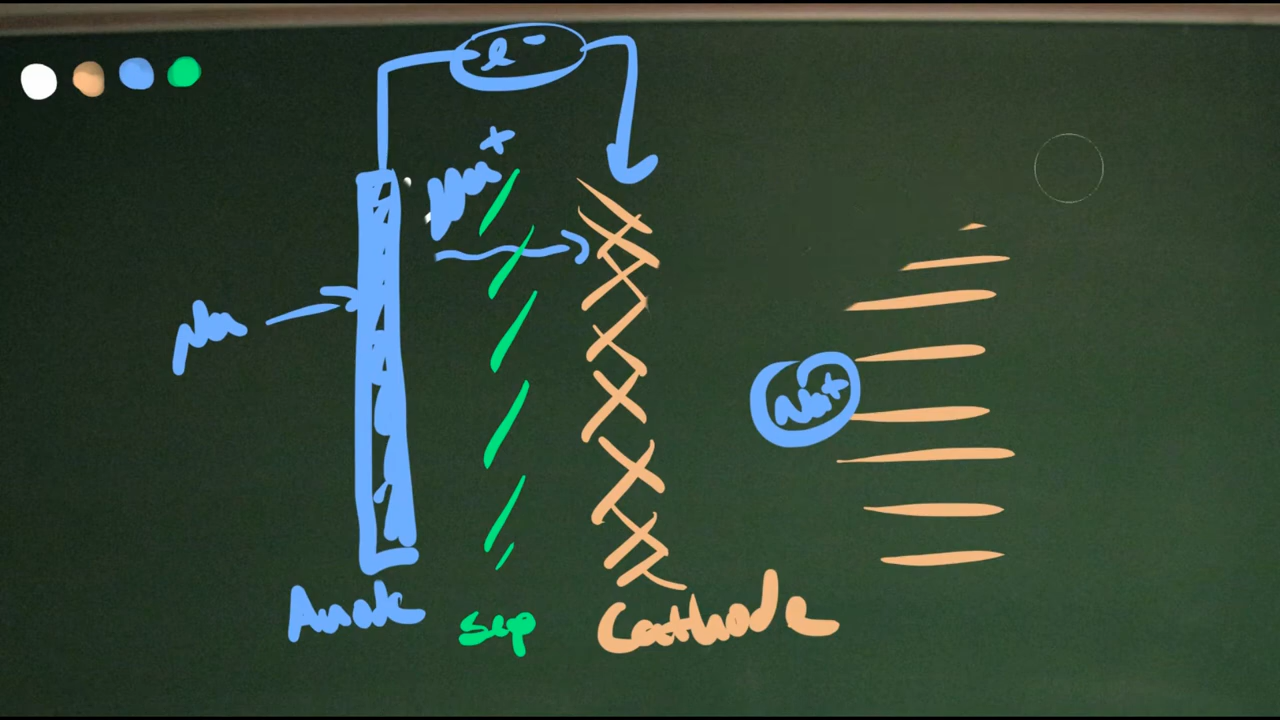 e⁻
Na⁺
Na
Na⁺
Anode
Sep
Cathode